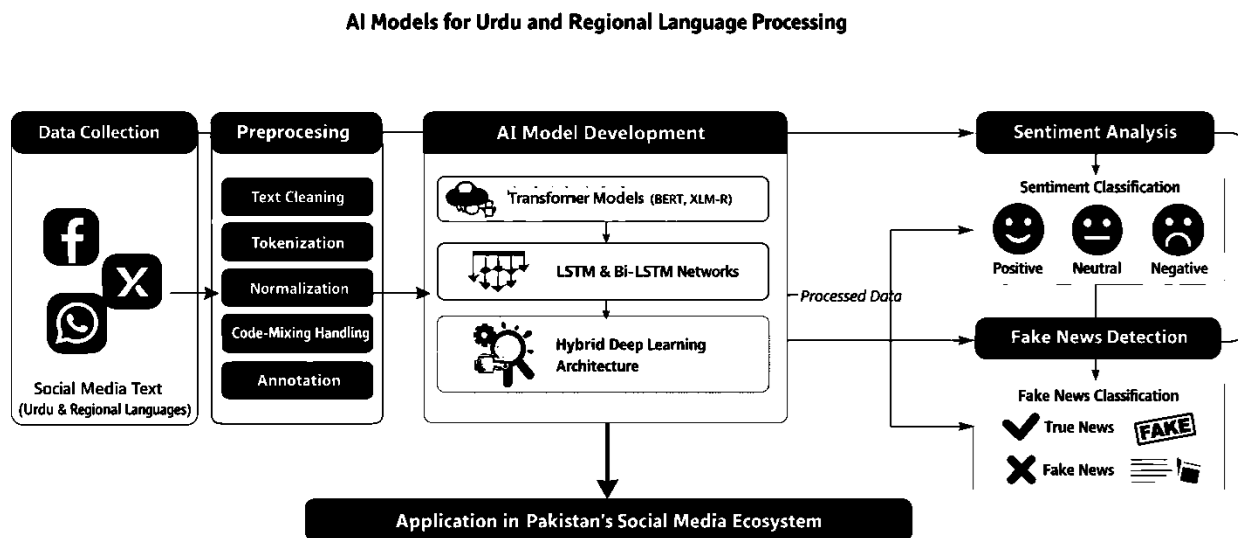 AI Models for Urdu and Regional Language Processing
Data Collection
Social Media Text
(Urdu & Regional Languages)
Preprocesing
Text Cleaning
Tokenization
Normalization
Code-Mixing Handling
Annotation
AI Model Development
Transformer Models (BERT, XLM-R)
LSTM & Bi-LSTM Networks
Hybrid Deep Learning
Architecture
Processed Data
Sentiment Analysis
Sentiment Classification
Positive
Neutral
Negative
Fake News Detection
Fake News Classification
True News
FAKE
Fake News
Application in Pakistan's Social Media Ecosystem